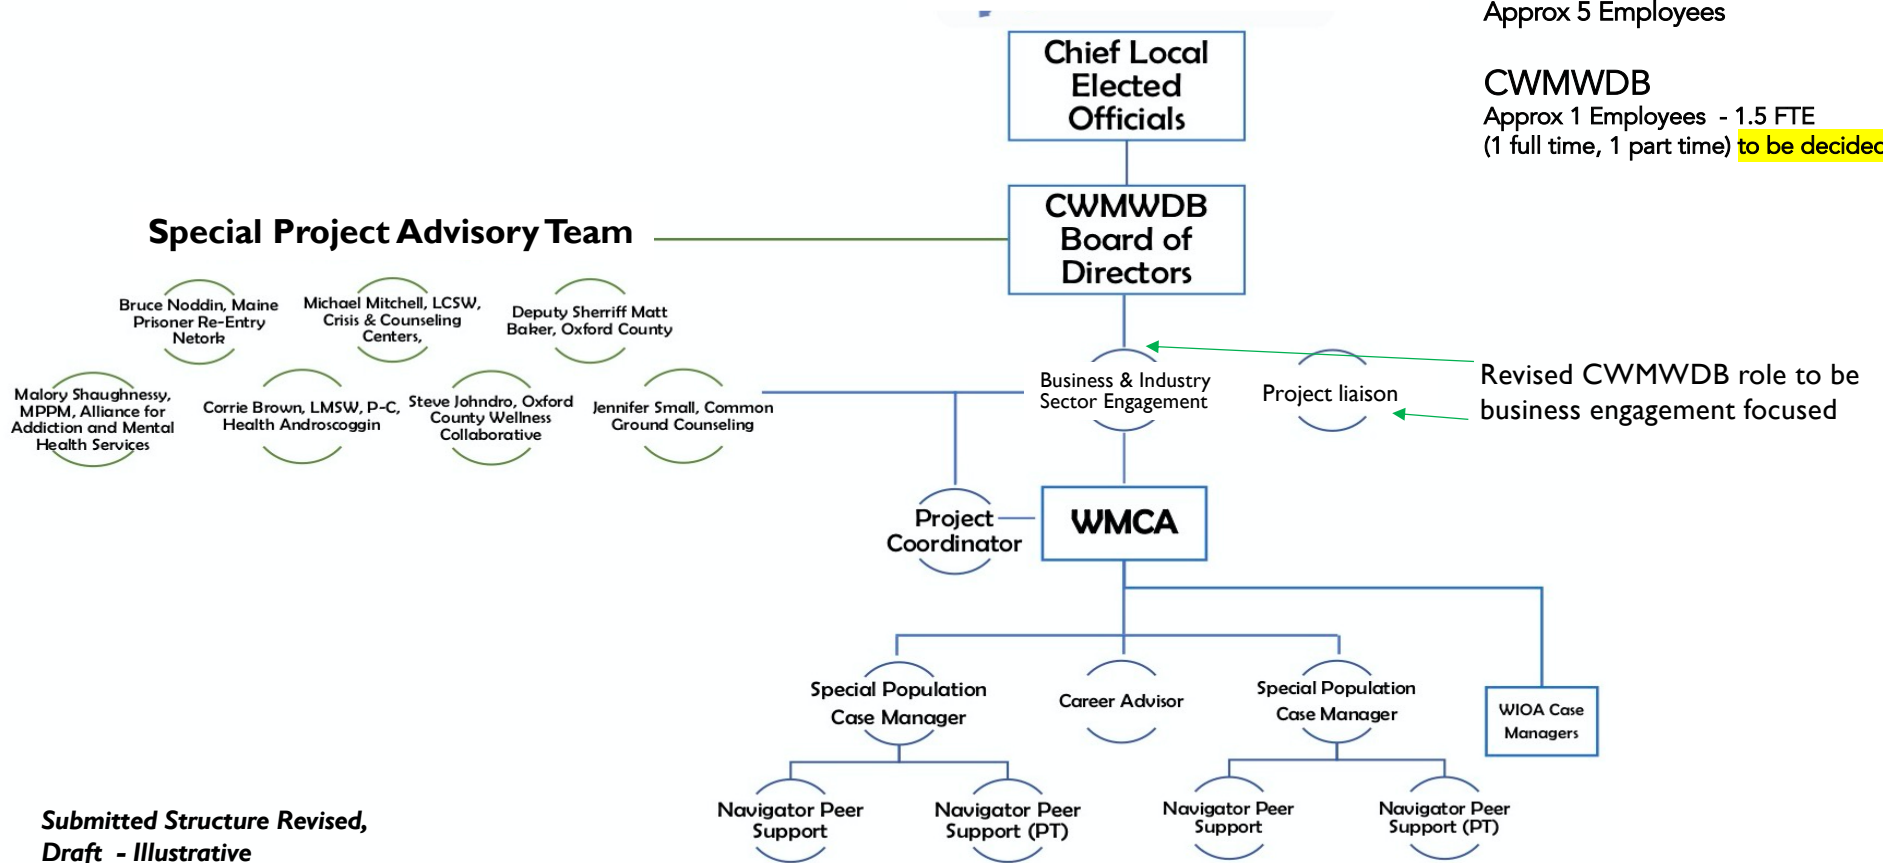 Approx 5 Employees
CWMWDB
Approx 1 Employees - 1.5 FTE
(1 full time, 1 part time) to be decided
Chief Local
Elected
Officials
CWMWDB
Board of
Directors
Special Project Advisory Team
Bruce Noddin, Maine
Prisoner Re-Entry
Netork
Michael Mitchell, LCSW,
Crisis & Counseling
Centers,
Deputy Sherriff Matt
Baker, Oxford County
Malory Shaughnessy,
MPPM, Alliance for
Addiction and Mental
Health Services
Corrie Brown, LMSW, P-C,
Health Androscoggin
Steve Johndro, Oxford
County Wellness
Collaborative
Jennifer Small, Common
Ground Counseling
Business & Industry
Sector Engagement
Project liaison
Revised CWMWDB role to be
business engagement focused
Project
Coordinator
WMCA
Special Population
Case Manager
Career Advisor
Special Population
Case Manager
WIOA Case
Managers
Navigator Peer
Support
Navigator Peer
Support (PT)
Navigator Peer
Support
Navigator Peer
Support (PT)
Submitted Structure Revised,
Draft - Illustrative